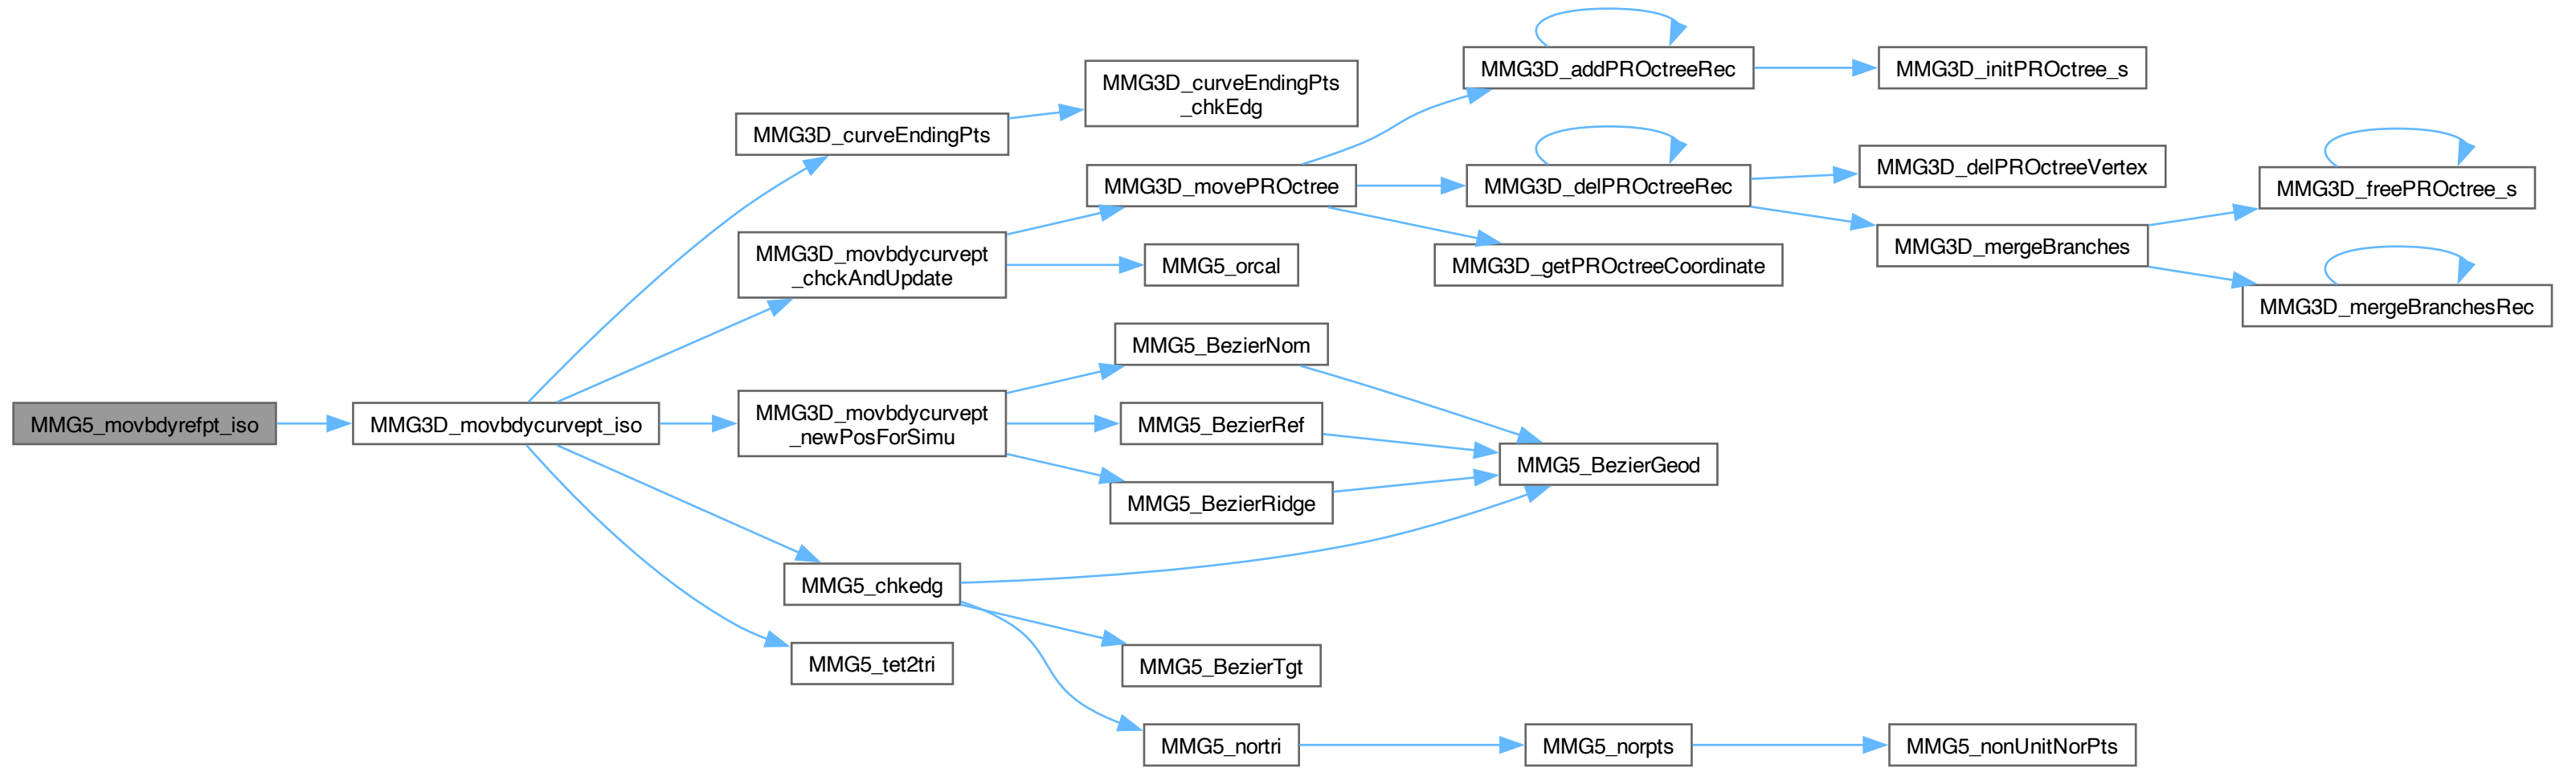 MMG5_movbdyrefpt_iso
MMG3D_movbdycurvept_iso
MMG3D_curveEndingPts
MMG3D_curveEndingPts
_chkEdg
MMG3D_movbdycurvept
_chckAndUpdate
MMG3D_movePROctree
MMG3D_addPROctreeRec
MMG3D_initPROctree_s
MMG3D_delPROctreeRec
MMG3D_delPROctreeVertex
MMG3D_mergeBranches
MMG3D_freePROctree_s
MMG3D_mergeBranchesRec
MMG3D_getPROctreeCoordinate
MMG5_orcal
MMG3D_movbdycurvept
_newPosForSimu
MMG5_BezierNom
MMG5_BezierRef
MMG5_BezierRidge
MMG5_BezierGeod
MMG5_chkedg
MMG5_BezierTgt
MMG5_nortri
MMG5_norpts
MMG5_nonUnitNorPts
MMG5_tet2tri